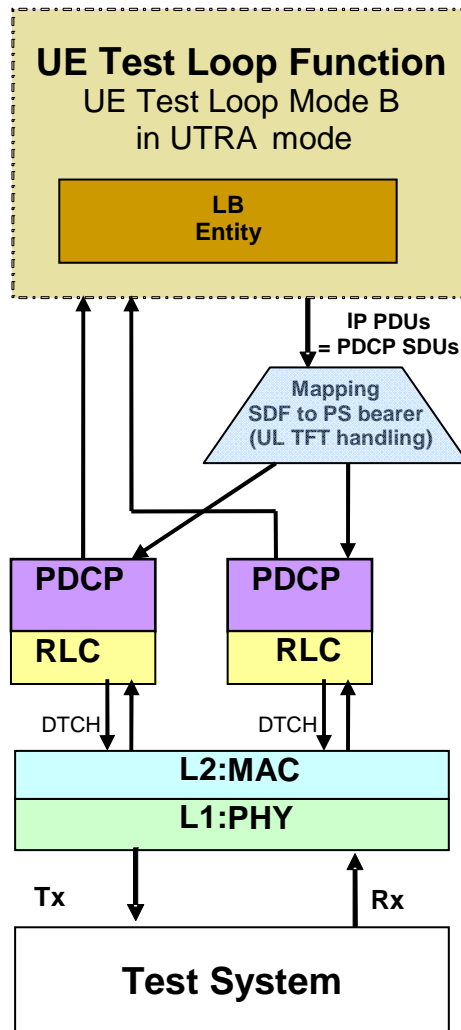 UE Test Loop Function
UE Test Loop Mode B
in UTRA mode
LB
Entity
IP PDUs
= PDCP SDUs
Mapping
SDF to PS bearer
(UL TFT handling)
PDCP
PDCP
RLC
RLC
DTCH
DTCH
L2:MAC
L1:PHY
Tx
Rx
Test System